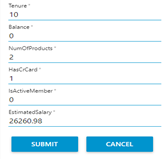 Tenure *
10
Balance *
0
NumOfProducts *
2
HasCrCard *
1
IsActiveMember *
0
EstimatedSalary *
26260.98
SUBMIT CANCEL